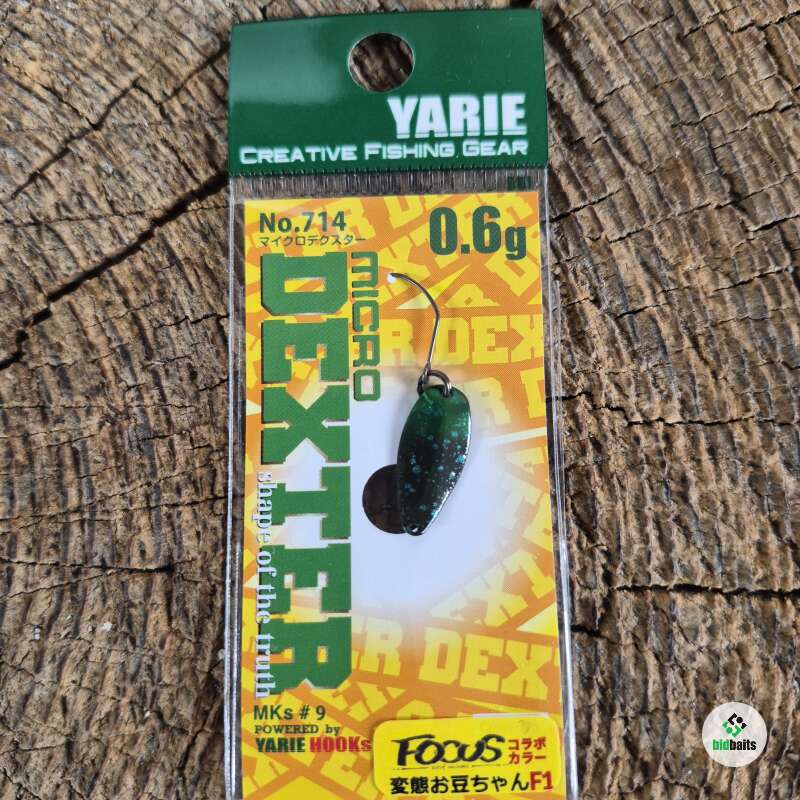 YARIE
CREATIVE FISHING GEAR
No.714
マイクロデクスター
0.6g
MICRO
DEXTER
shape of the truth
MKs # 9
POWERED by
YARIE HOOKs
FOCUS
コラボ
カラー
変態お豆ちゃんF1
bidbaits